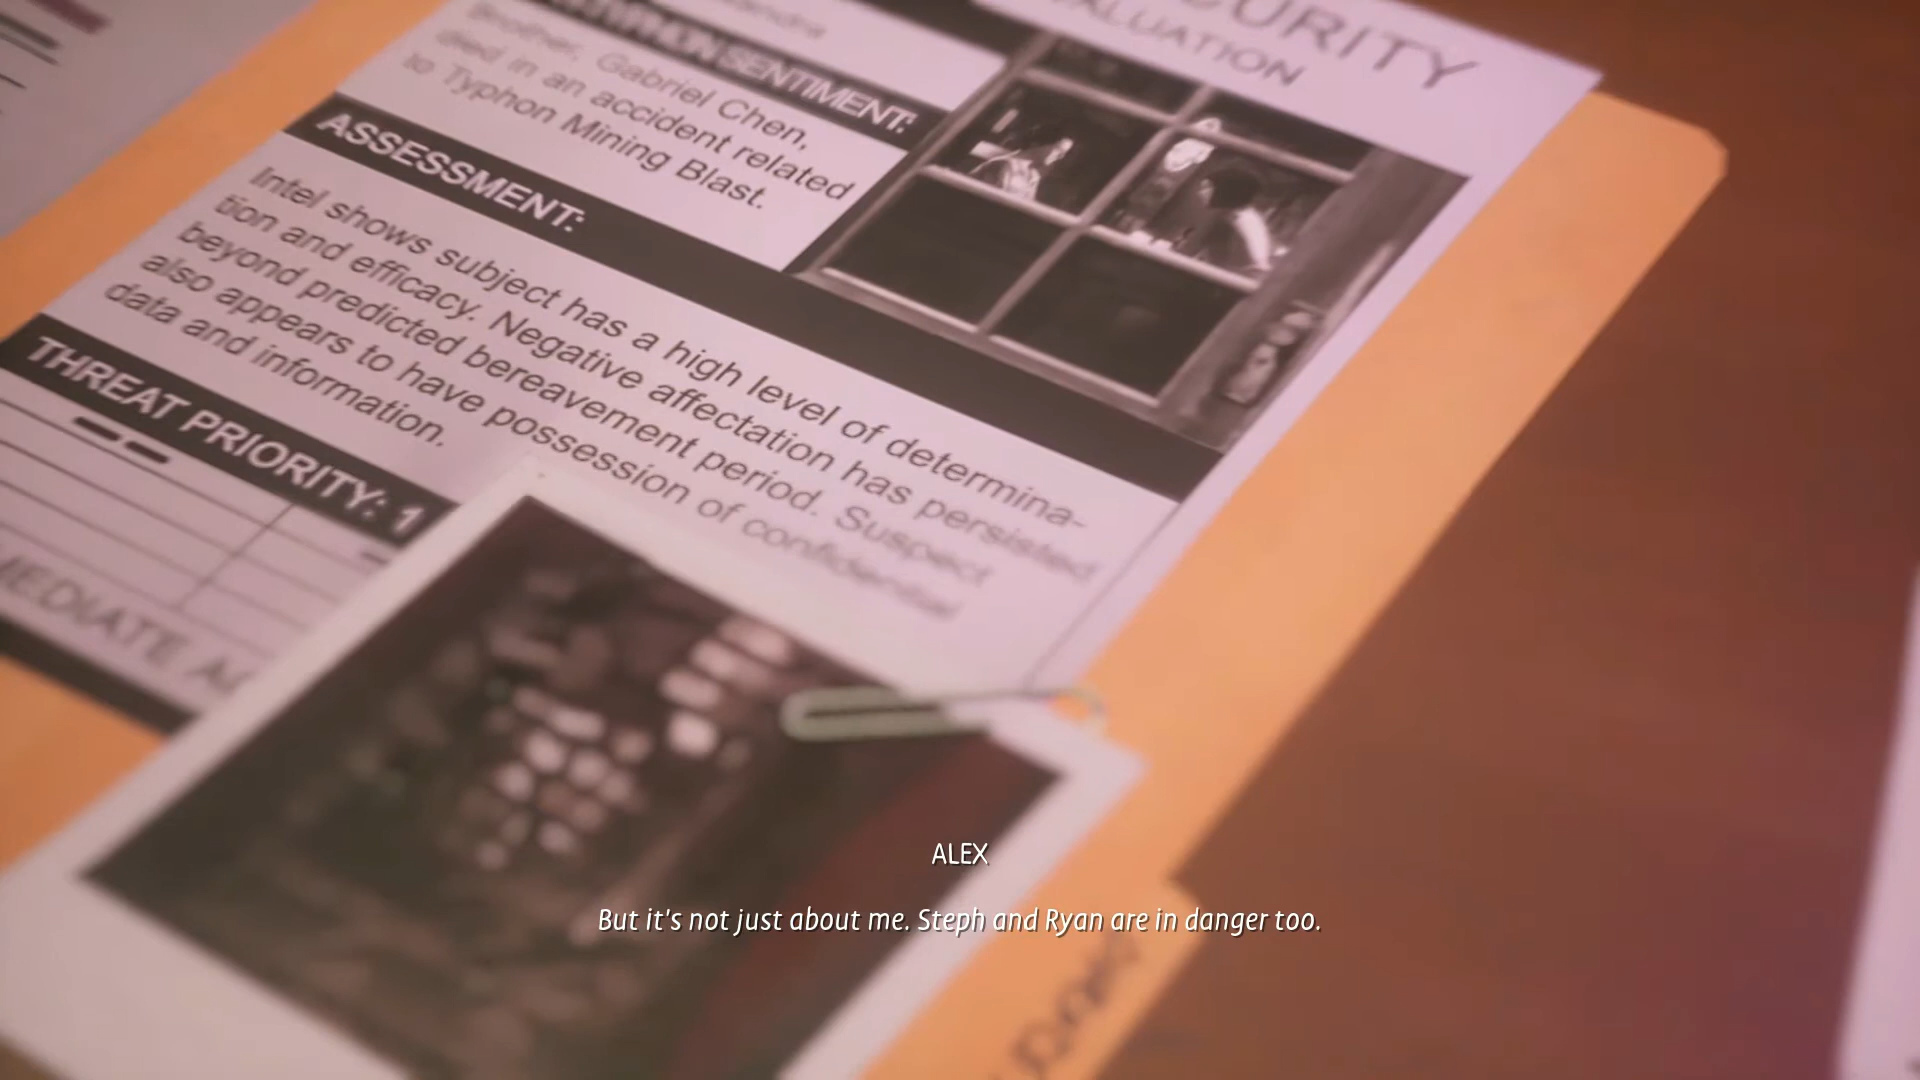 EVALUATION
SENTIMENT:
Brother, Gabriel Chen,
died in an accident related
to Typhon Mining Blast.
ASSESSMENT:
Intel shows subject has a high level of determina-
tion and efficacy. Negative affectation has persisted
beyond predicted bereavement period. Suspect
also appears to have possession of confidential
data and information.
THREAT PRIORITY: 1
ALEX
But it's not just about me. Steph and Ryan are in danger too.